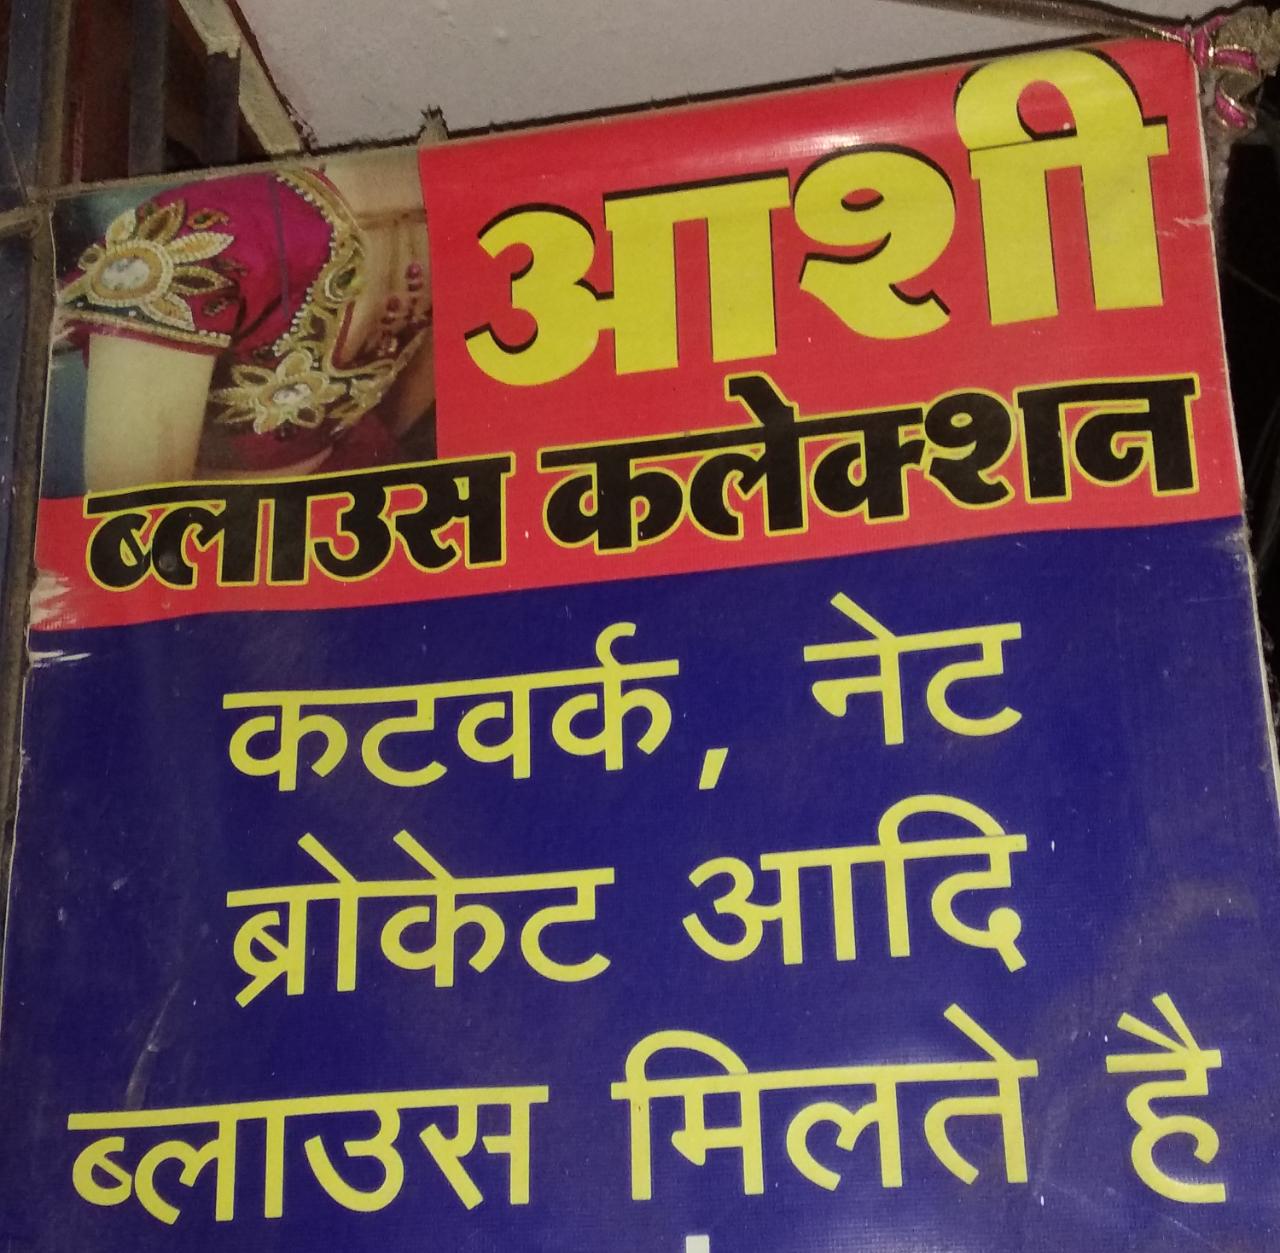 आशी
ब्लाउस कलेक्शन
कटवर्क, नेट
ब्रोकेट आदि
ब्लाउस मिलते है